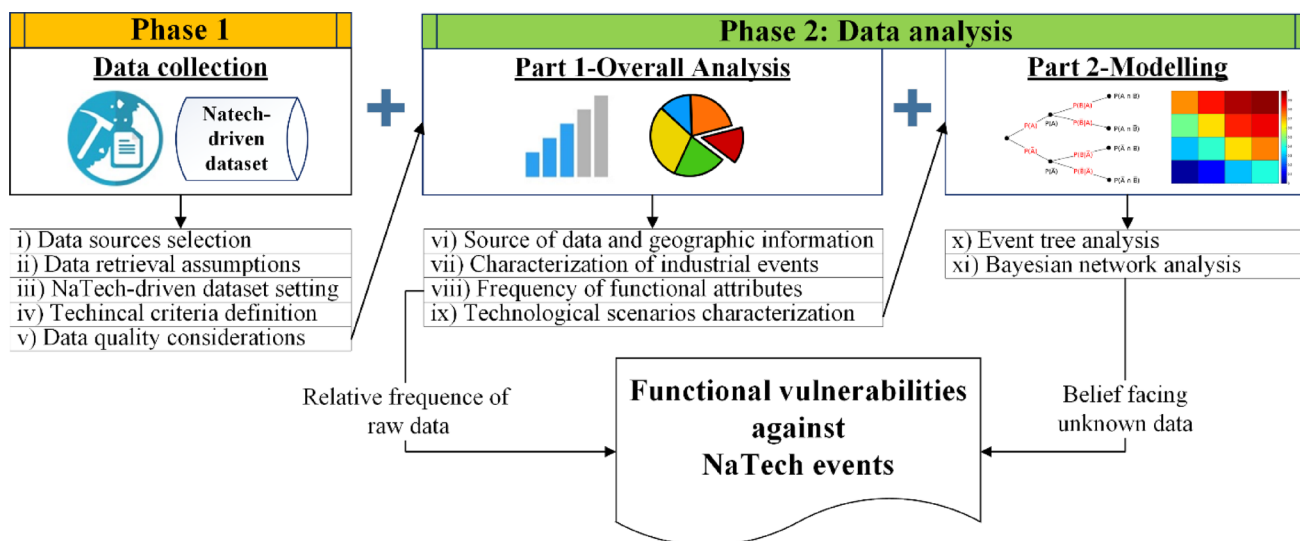 Phase 1
Phase 2: Data analysis
Data collection
Natech-
driven
dataset
Part 1-Overall Analysis
Part 2-Modelling
P(A)
P(Ā)
P(A)
P(Ā)
P(B|A)
P(B̄|A)
P(B|Ā)
P(B̄|Ā)
P(A ∩ B)
P(A ∩ B̄)
P(Ā ∩ B)
P(Ā ∩ B̄)
i) Data sources selection
ii) Data retrieval assumptions
iii) NaTech-driven dataset setting
iv) Techincal criteria definition
v) Data quality considerations
vi) Source of data and geographic information
vii) Characterization of industrial events
viii) Frequency of functional attributes
ix) Technological scenarios characterization
x) Event tree analysis
xi) Bayesian network analysis
Relative frequence of
raw data
Functional vulnerabilities
against
NaTech events
Belief facing
unknown data